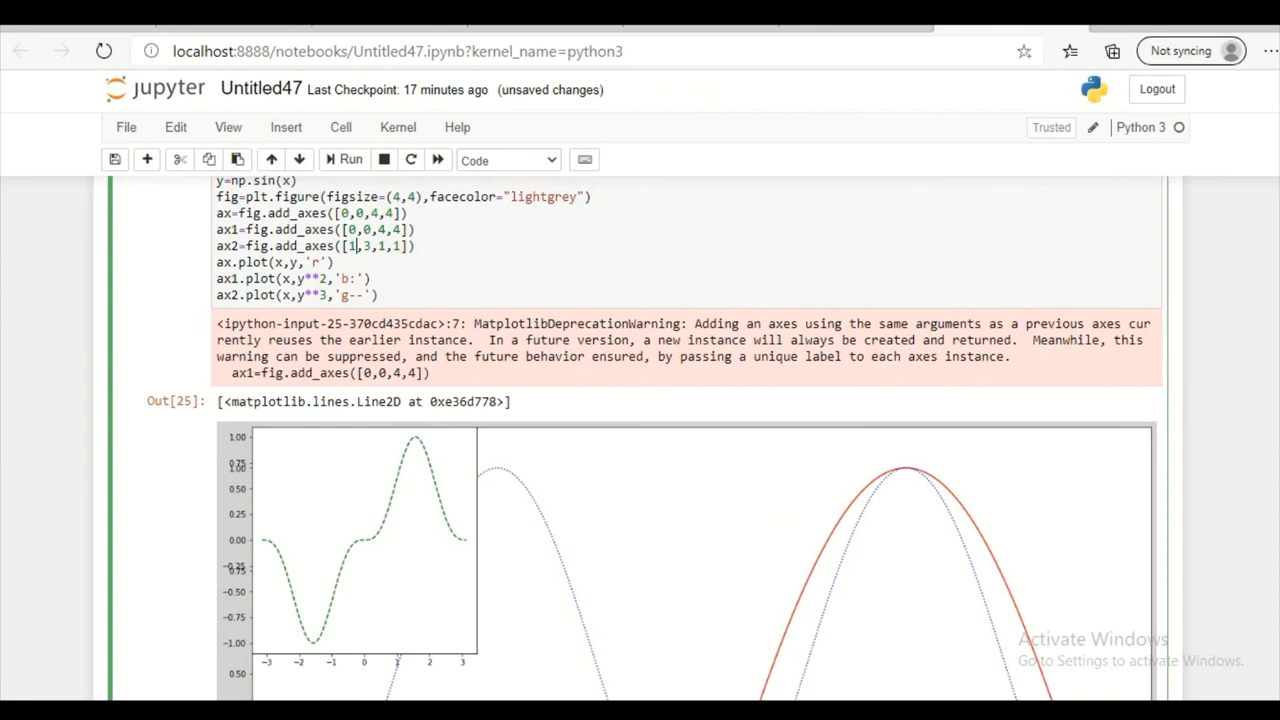 localhost:8888/notebooks/Untitled47.ipynb?kernel_name=python3
Not syncing
jupyter Untitled47 Last Checkpoint: 17 minutes ago (unsaved changes)
Logout
File Edit View Insert Cell Kernel Help
Trusted Python 3
Run Code
y=np.sin(x)
fig=plt.figure(figsize=(4,4),facecolor="lightgrey")
ax=fig.add_axes([0,0,4,4])
ax1=fig.add_axes([0,0,4,4])
ax2=fig.add_axes([1,3,1,1])
ax.plot(x,y,'r')
ax1.plot(x,y**2,'b:')
ax2.plot(x,y**3,'g--')
<ipython-input-25-370cd435cdac>:7: MatplotlibDeprecationWarning: Adding an axes using the same arguments as a previous axes cur
rently reuses the earlier instance.  In a future version, a new instance will always be created and returned.  Meanwhile, this
warning can be suppressed, and the future behavior ensured, by passing a unique label to each axes instance.
ax1=fig.add_axes([0,0,4,4])
Out[25]: [<matplotlib.lines.Line2D at 0xe36d778>]
1.00
0.75
1.00
0.50
0.25
0.00
−0.25
0.75
−0.50
−0.75
−1.00
−3 −2 −1 0 1 2 3
0.50
Activate Windows
Go to Settings to activate Windows.